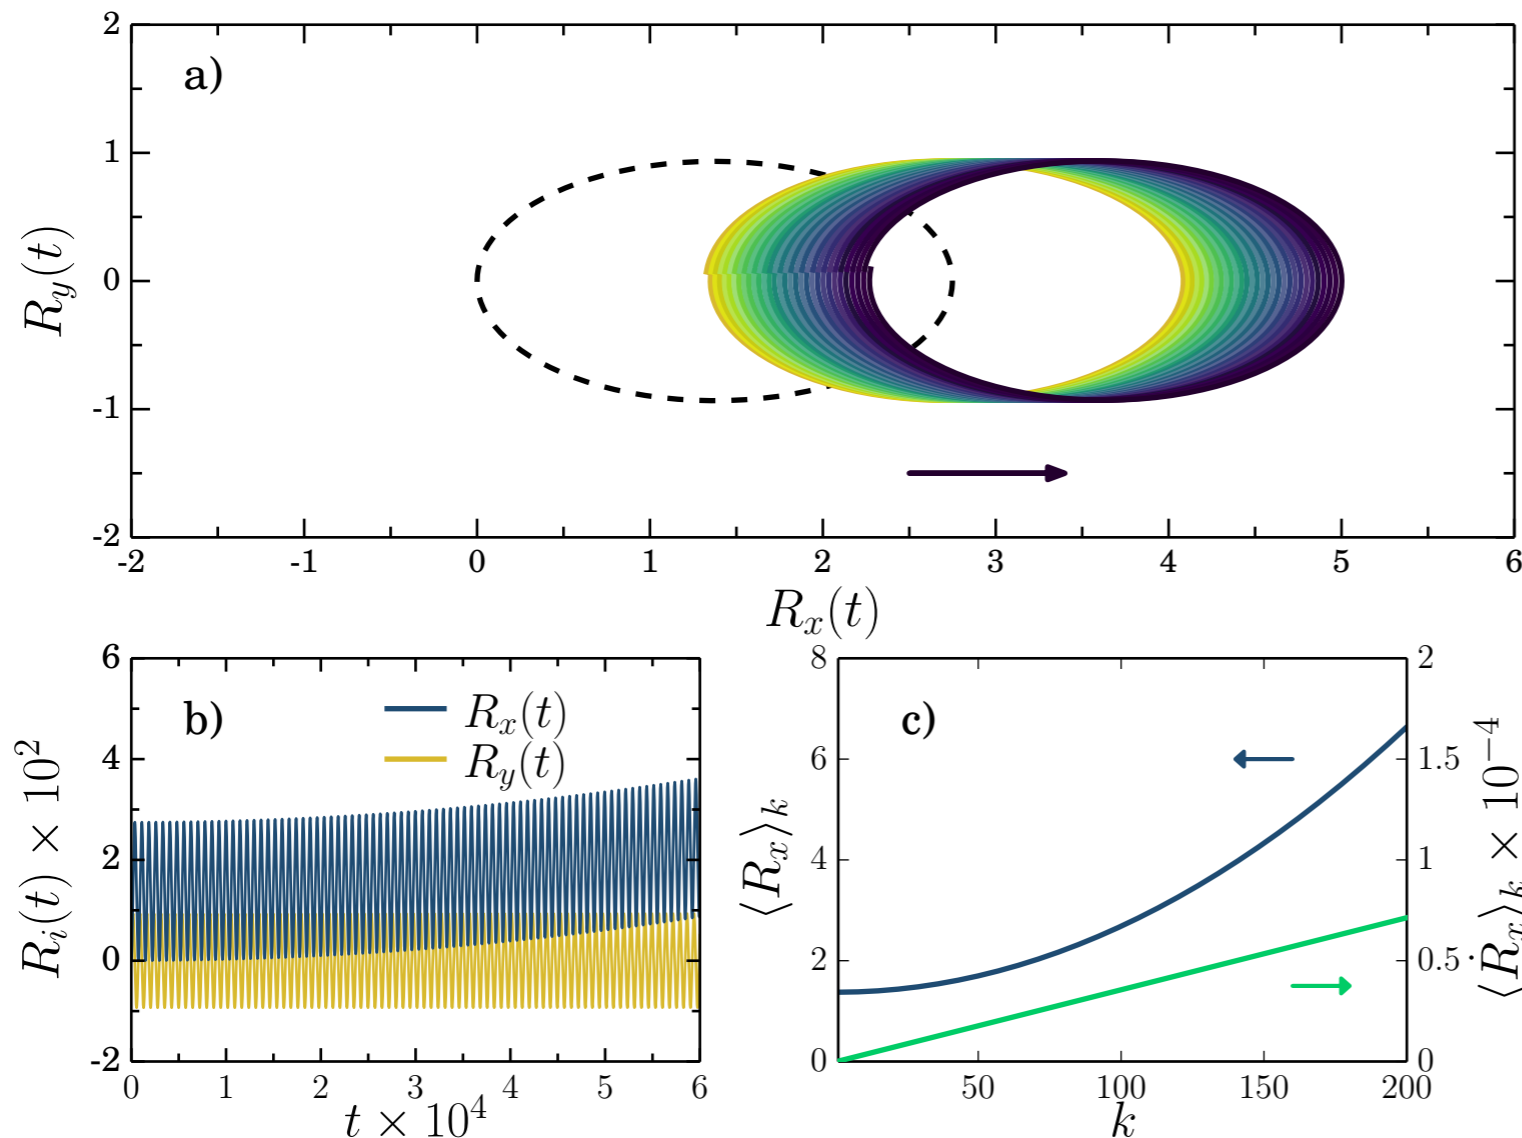 2
1
0
-1
-2
R_y(t)
a)
-2 -1 0 1 2 3 4 5 6
R_x(t)
6
4
2
0
-2
R_i(t) × 10^2
b)
R_x(t)
R_y(t)
0 1 2 3 4 5 6
t × 10^4
8
6
4
2
0
⟨R_x⟩_k
c)
2
1.5
1
0.5
0
⟨Ṙ_x⟩_k × 10^{-4}
50 100 150 200
k